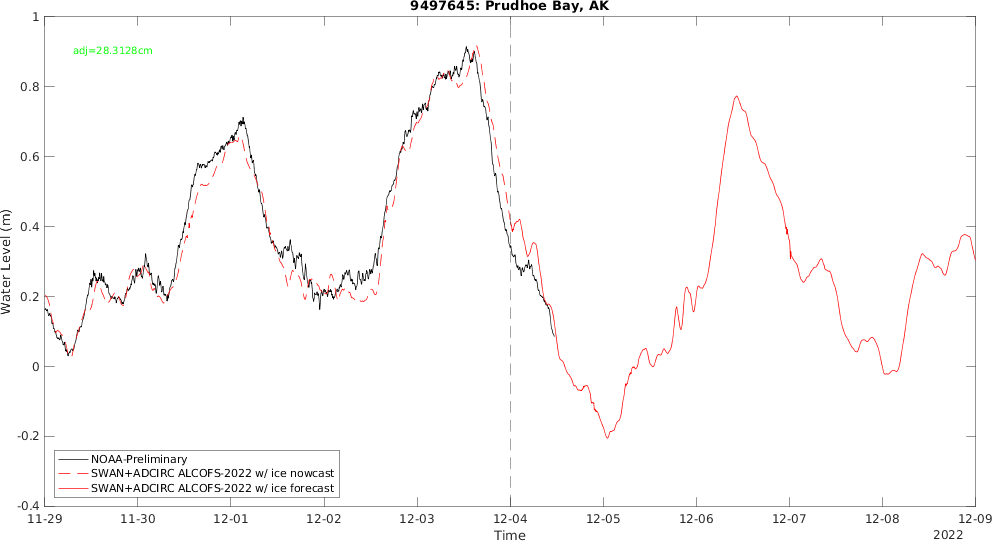 9497645: Prudhoe Bay, AK
adj=28.3128cm
1
0.8
0.6
0.4
0.2
0
-0.2
-0.4
Water Level (m)
NOAA-Preliminary
SWAN+ADCIRC ALCOFS-2022 w/ ice nowcast
SWAN+ADCIRC ALCOFS-2022 w/ ice forecast
11-29 11-30 12-01 12-02 12-03 12-04 12-05 12-06 12-07 12-08 12-09
Time
2022